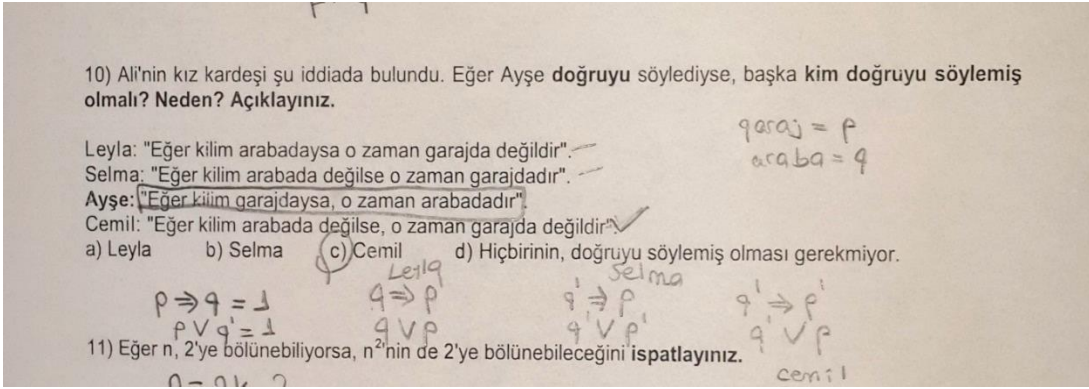 10) Ali'nin kız kardeşi şu iddiada bulundu. Eğer Ayşe doğruyu söylediyse, başka kim doğruyu söylemiş
olmalı? Neden? Açıklayınız.
garaj = p
araba = q
Leyla: "Eğer kilim arabadaysa o zaman garajda değildir".
Selma: "Eğer kilim arabada değilse o zaman garajdadır".
Ayşe: "Eğer kilim garajdaysa, o zaman arabadadır".
Cemil: "Eğer kilim arabada değilse, o zaman garajda değildir"
a) Leyla b) Selma c) Cemil d) Hiçbirinin, doğruyu söylemiş olması gerekmiyor.
Leyla Selma
p⇒q = 1 q⇒p' q'⇒p q'⇒p'
p∨q' = 1 q∨p q'∨p' q'∨p
11) Eğer n, 2'ye bölünebiliyorsa, n²'nin de 2'ye bölünebileceğini ispatlayınız.
cemil